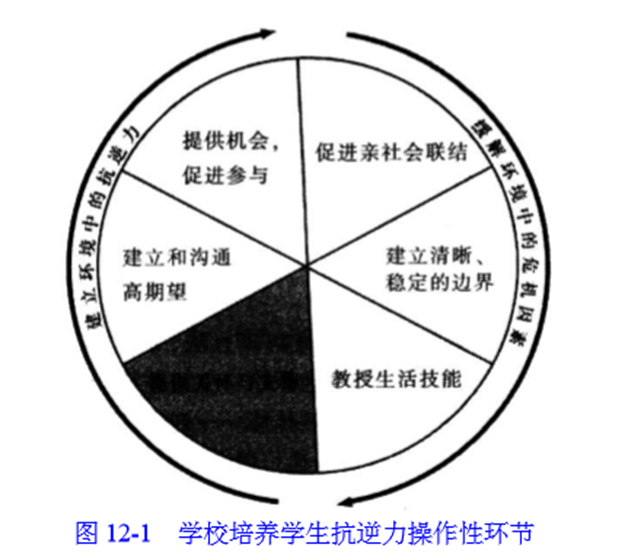 提供机会，
促进参与
促进亲社会联结
建立清晰、
稳定的边界
教授生活技能
建立和沟通
高期望
建立环境中的抗逆力
缓解环境中的危机因素
图 12-1 学校培养学生抗逆力操作性环节